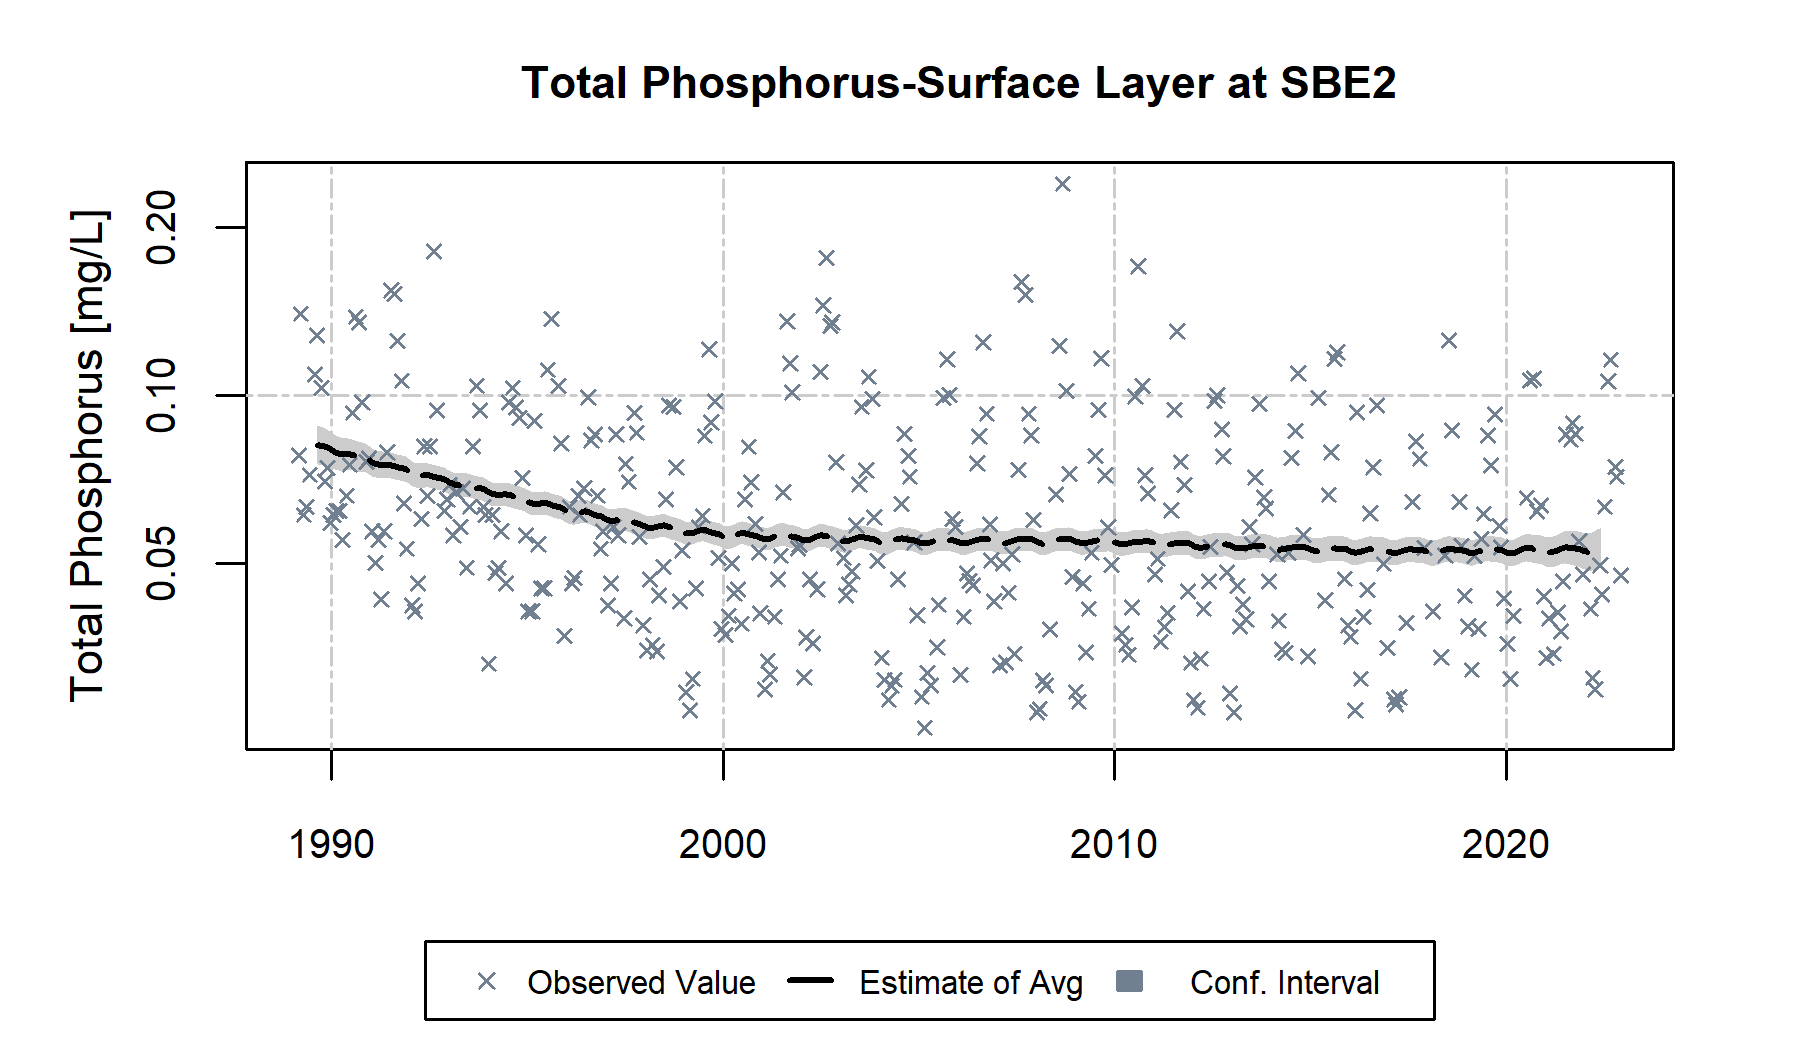 Total Phosphorus-Surface Layer at SBE2
Total Phosphorus [mg/L]
0.20
0.10
0.05
1990 2000 2010 2020
Observed Value Estimate of Avg Conf. Interval